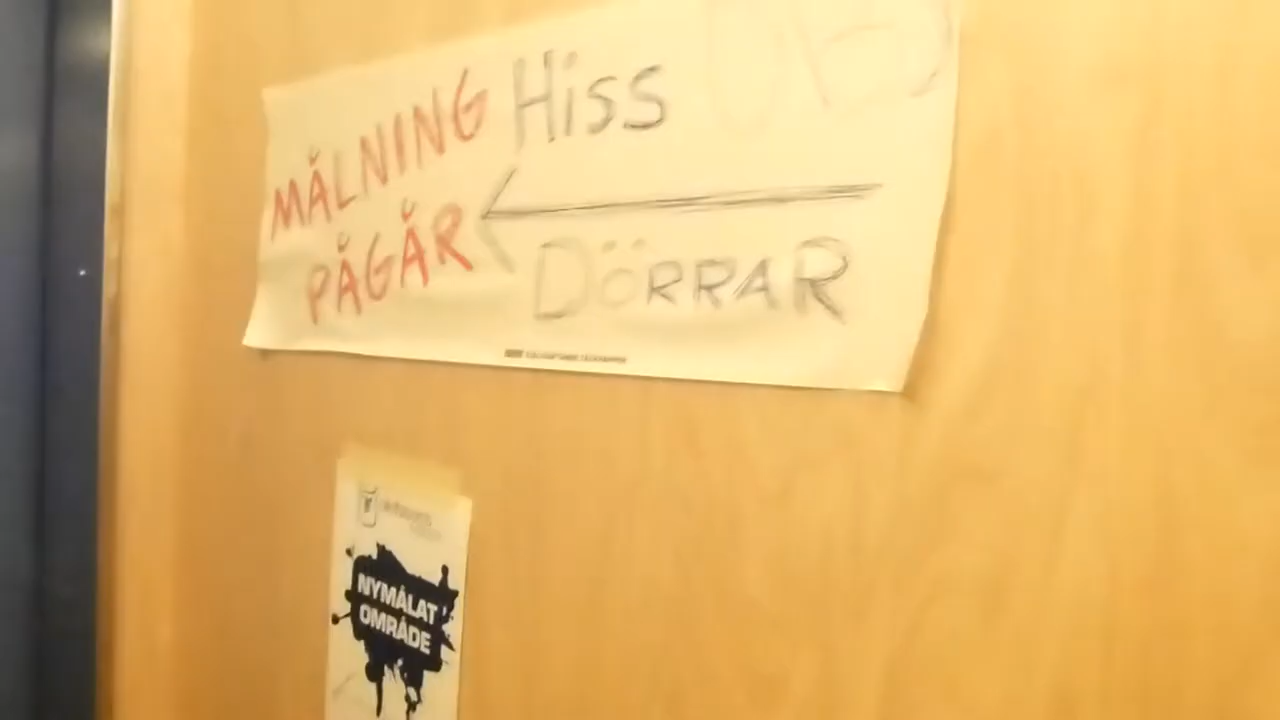 MÅLNING Hiss
PÅGÅR
DÖRRAR
NYMÅLAT
OMRÅDE